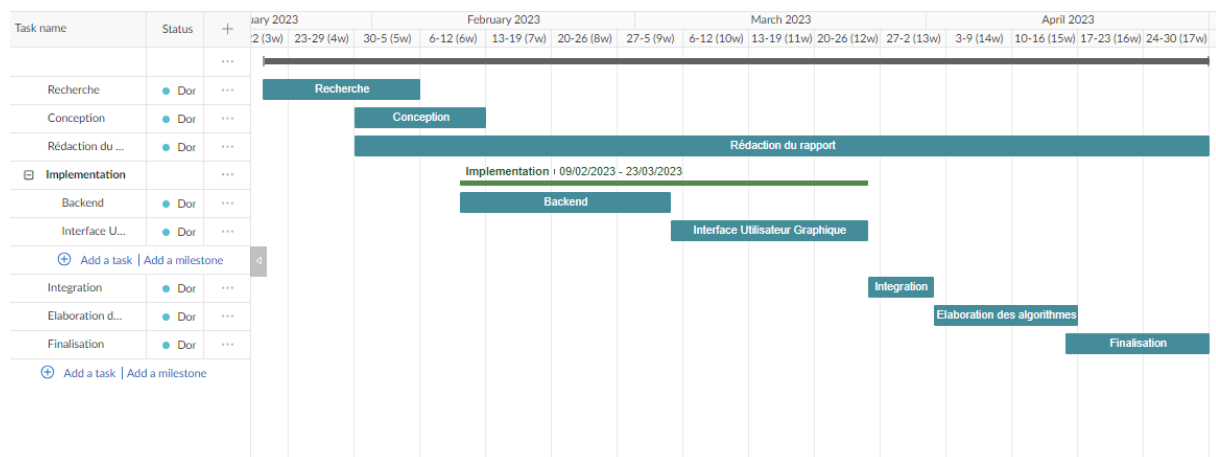 Task name Status + uary 2023 February 2023 March 2023 April 2023
2 (3w) 23-29 (4w) 30-5 (5w) 6-12 (6w) 13-19 (7w) 20-26 (8w) 27-5 (9w) 6-12 (10w) 13-19 (11w) 20-26 (12w) 27-2 (13w) 3-9 (14w) 10-16 (15w) 17-23 (16w) 24-30 (17w)
Recherche Dor Recherche
Conception Dor Conception
Rédaction du ... Dor Rédaction du rapport
Implementation Implementation 09/02/2023 - 23/03/2023
Backend Dor Backend
Interface U... Dor Interface Utilisateur Graphique
Add a task | Add a milestone
Integration Dor Integration
Elaboration d... Dor Elaboration des algorithmes
Finalisation Dor Finalisation
Add a task | Add a milestone